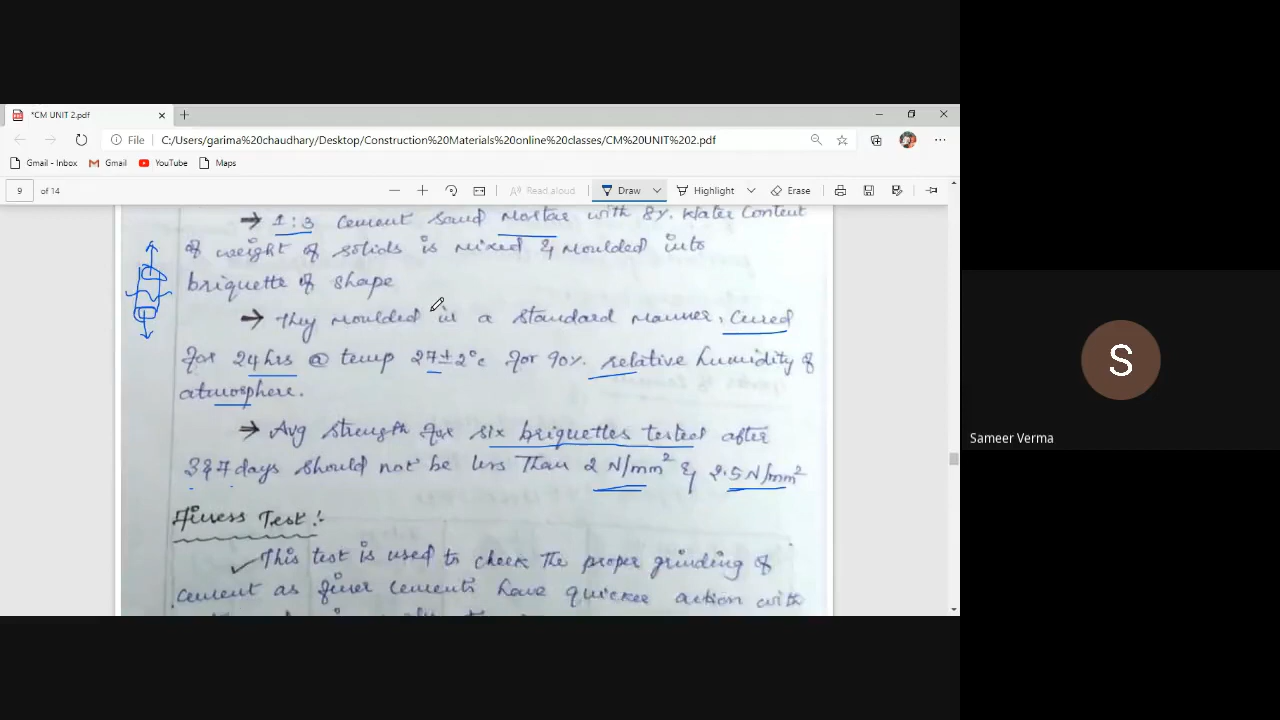 *CM UNIT 2.pdf
File C:/Users/garima%20chaudhary/Desktop/Construction%20Materials%20online%20classes/CM%20UNIT%202.pdf
Gmail - Inbox Gmail YouTube Maps
9 of 14 Read aloud Draw Highlight Erase
→ 1:3 Cement sand Mortar with 8%. Water Content
of weight of solids is mixed & Moulded into
briquette of shape
→ They moulded in a standard manner, Cured
for 24 hrs @ temp 27±2°c for 90%. relative humidity of
atmosphere.
→ Avg strength for six briquettes tested after
3&7 days should not be less than 2 N/mm² & 2.5 N/mm²
Finess Test:-
This test is used to check the proper grinding of
cement as finer cements have quicker action with
S
Sameer Verma